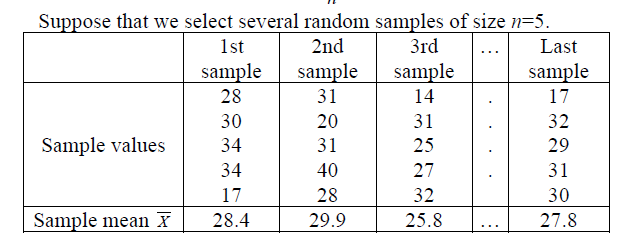 n
Suppose that we select several random samples of size n=5.
1st sample 2nd sample 3rd sample … Last sample
28 31 14 . 17
30 20 31 . 32
Sample values 34 31 25 . 29
34 40 27 . 31
17 28 32 30
Sample mean X̅ 28.4 29.9 25.8 … 27.8